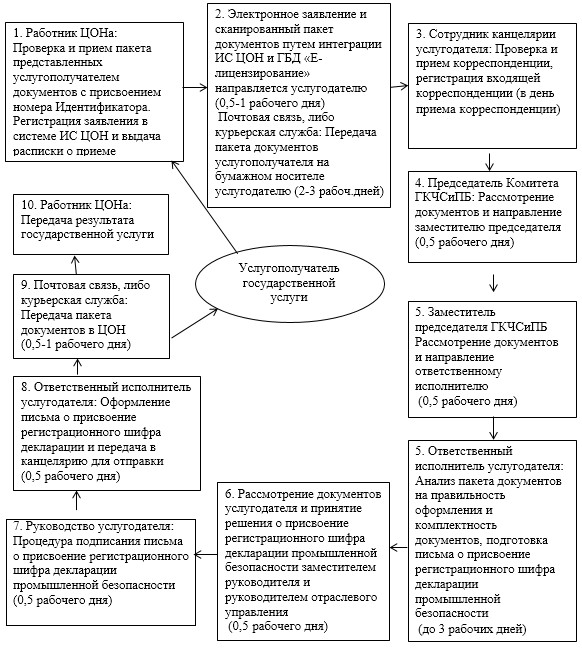 1. Работник ЦОНа:
Проверка и прием пакета
представленных
услугополучателем
документов с присвоением
номера Идентификатора.
Регистрация заявления в
системе ИС ЦОН и выдача
расписки о приеме
2. Электронное заявление и
сканированный пакет
документов путем интеграции
ИС ЦОН и ГБД «Е-
лицензирование»
направляется услугодателю
(0,5-1 рабочего дня)
Почтовая связь, либо
курьерская служба: Передача
пакета документов
услугополучателя на
бумажном носителе
услугодателю (2-3 рабоч.дней)
3. Сотрудник канцелярии
услугодателя: Проверка и
прием корреспонденции,
регистрация входящей
корреспонденции (в день
приема корреспонденции)
4. Председатель Комитета
ГКЧСиПБ: Рассмотрение
документов и направление
заместителю председателя
(0,5 рабочего дня)
5. Заместитель
председателя ГКЧСиПБ
Рассмотрение документов
и направление
ответственному
исполнителю
(0,5 рабочего дня)
5. Ответственный
исполнитель услугодателя:
Анализ пакета документов
на правильность
оформления и
комплектность
документов, подготовка
письма о присвоение
регистрационного шифра
декларации
промышленной
безопасности
(до 3 рабочих дней)
6. Рассмотрение документов
услугодателя и принятие
решения о присвоение
регистрационного шифра
декларации промышленной
безопасности заместителем
руководителя и
руководителем отраслевого
управления
(0,5 рабочего дня)
7. Руководство услугодателя:
Процедура подписания письма
о присвоение регистрационного
шифра декларации
промышленной безопасности
(0,5 рабочего дня)
8. Ответственный исполнитель
услугодателя: Оформление
письма о присвоение
регистрационного шифра
декларации и передача в
канцелярию для отправки
(0,5 рабочего дня)
9. Почтовая связь, либо
курьерская служба:
Передача пакета
документов в ЦОН
(0,5-1 рабочего дня)
10. Работник ЦОНа:
Передача результата
государственной услуги
Услугополучатель
государственной
услуги